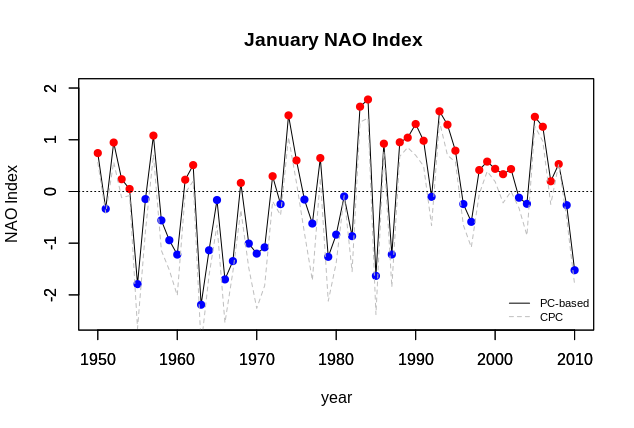 January NAO Index
NAO Index
2
1
0
-1
-2
PC-based
CPC
1950 1960 1970 1980 1990 2000 2010
year